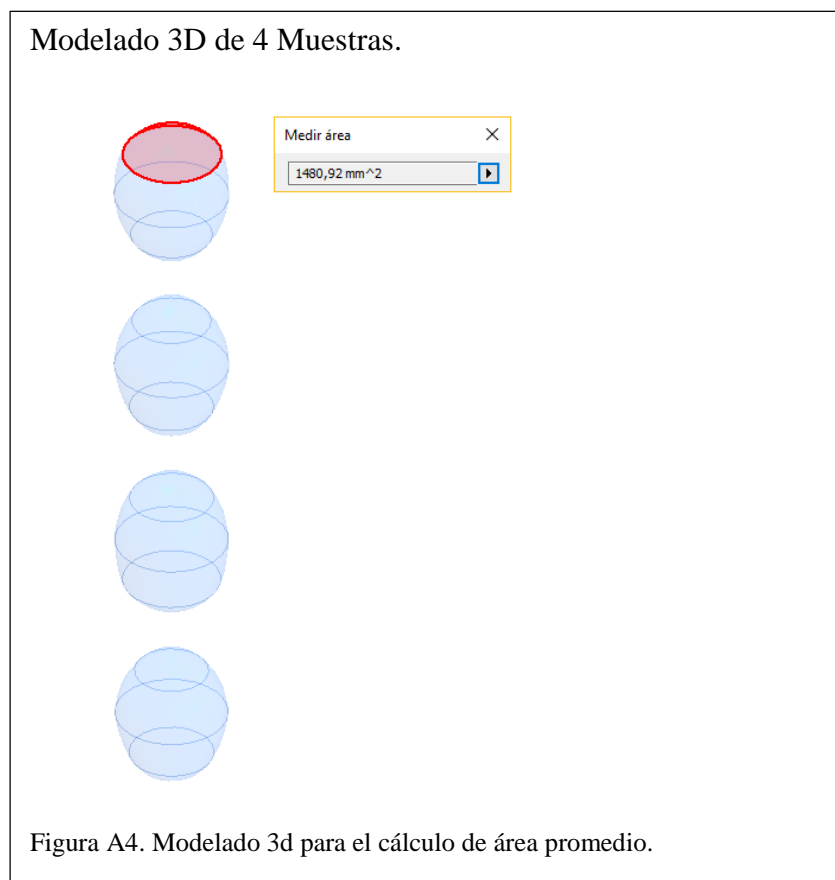 Modelado 3D de 4 Muestras.
Medir área
1480,92 mm^2
Figura A4. Modelado 3d para el cálculo de área promedio.